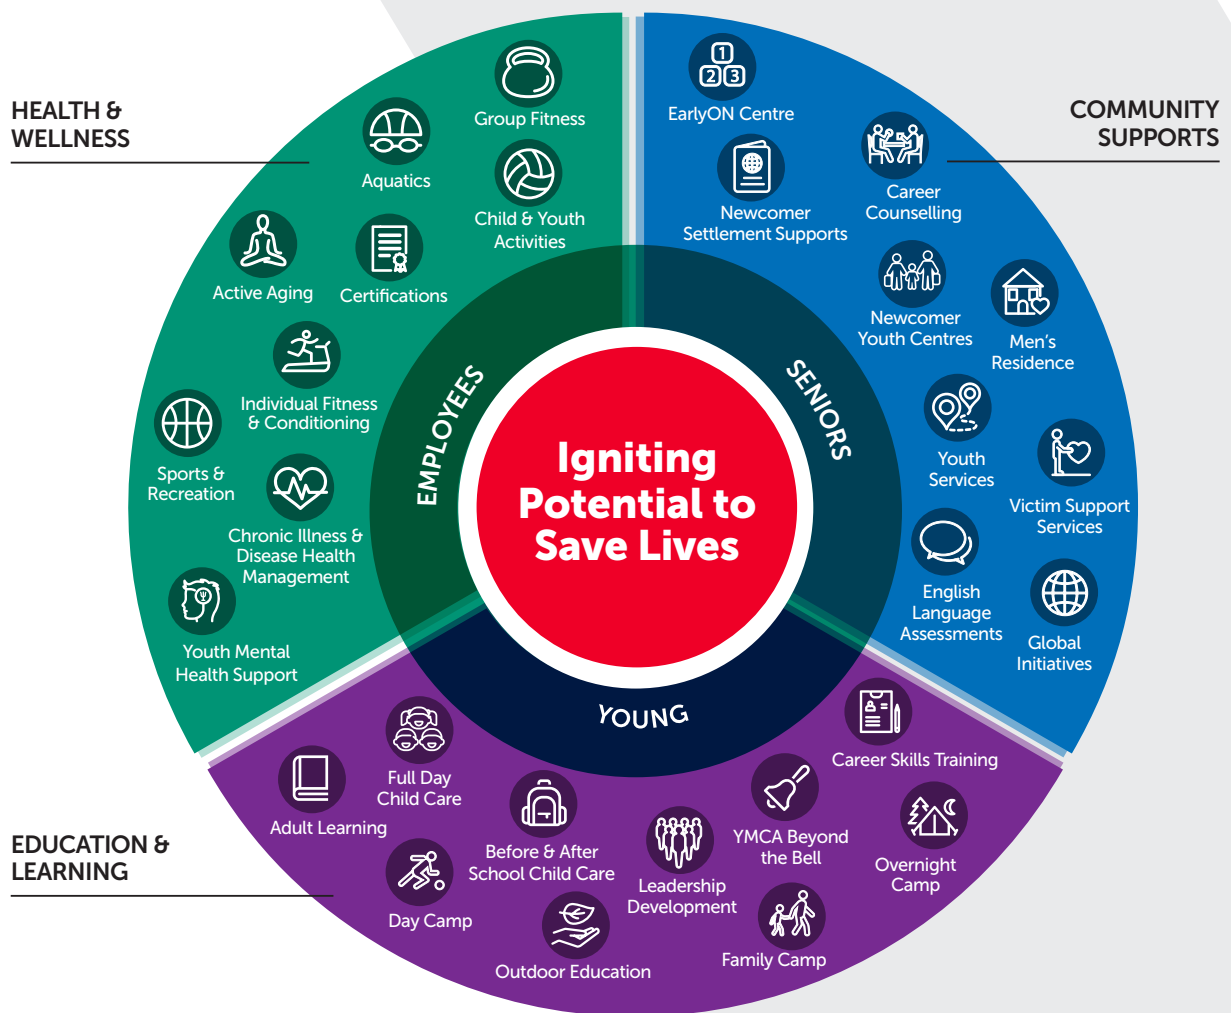 HEALTH &
WELLNESS
Group Fitness
Aquatics
Child & Youth
Activities
Active Aging
Certifications
Individual Fitness
& Conditioning
Sports &
Recreation
Chronic Illness &
Disease Health
Management
Youth Mental
Health Support
COMMUNITY
SUPPORTS
1
2 3
EarlyON Centre
Career
Counselling
Newcomer
Settlement Supports
Newcomer
Youth Centres
Men's
Residence
Youth
Services
Victim Support
Services
English
Language
Assessments
Global
Initiatives
EMPLOYEES
SENIORS
YOUNG
Igniting
Potential to
Save Lives
EDUCATION &
LEARNING
Adult Learning
Full Day
Child Care
Day Camp
Before & After
School Child Care
Outdoor Education
Leadership
Development
YMCA Beyond
the Bell
Family Camp
Career Skills Training
Overnight
Camp